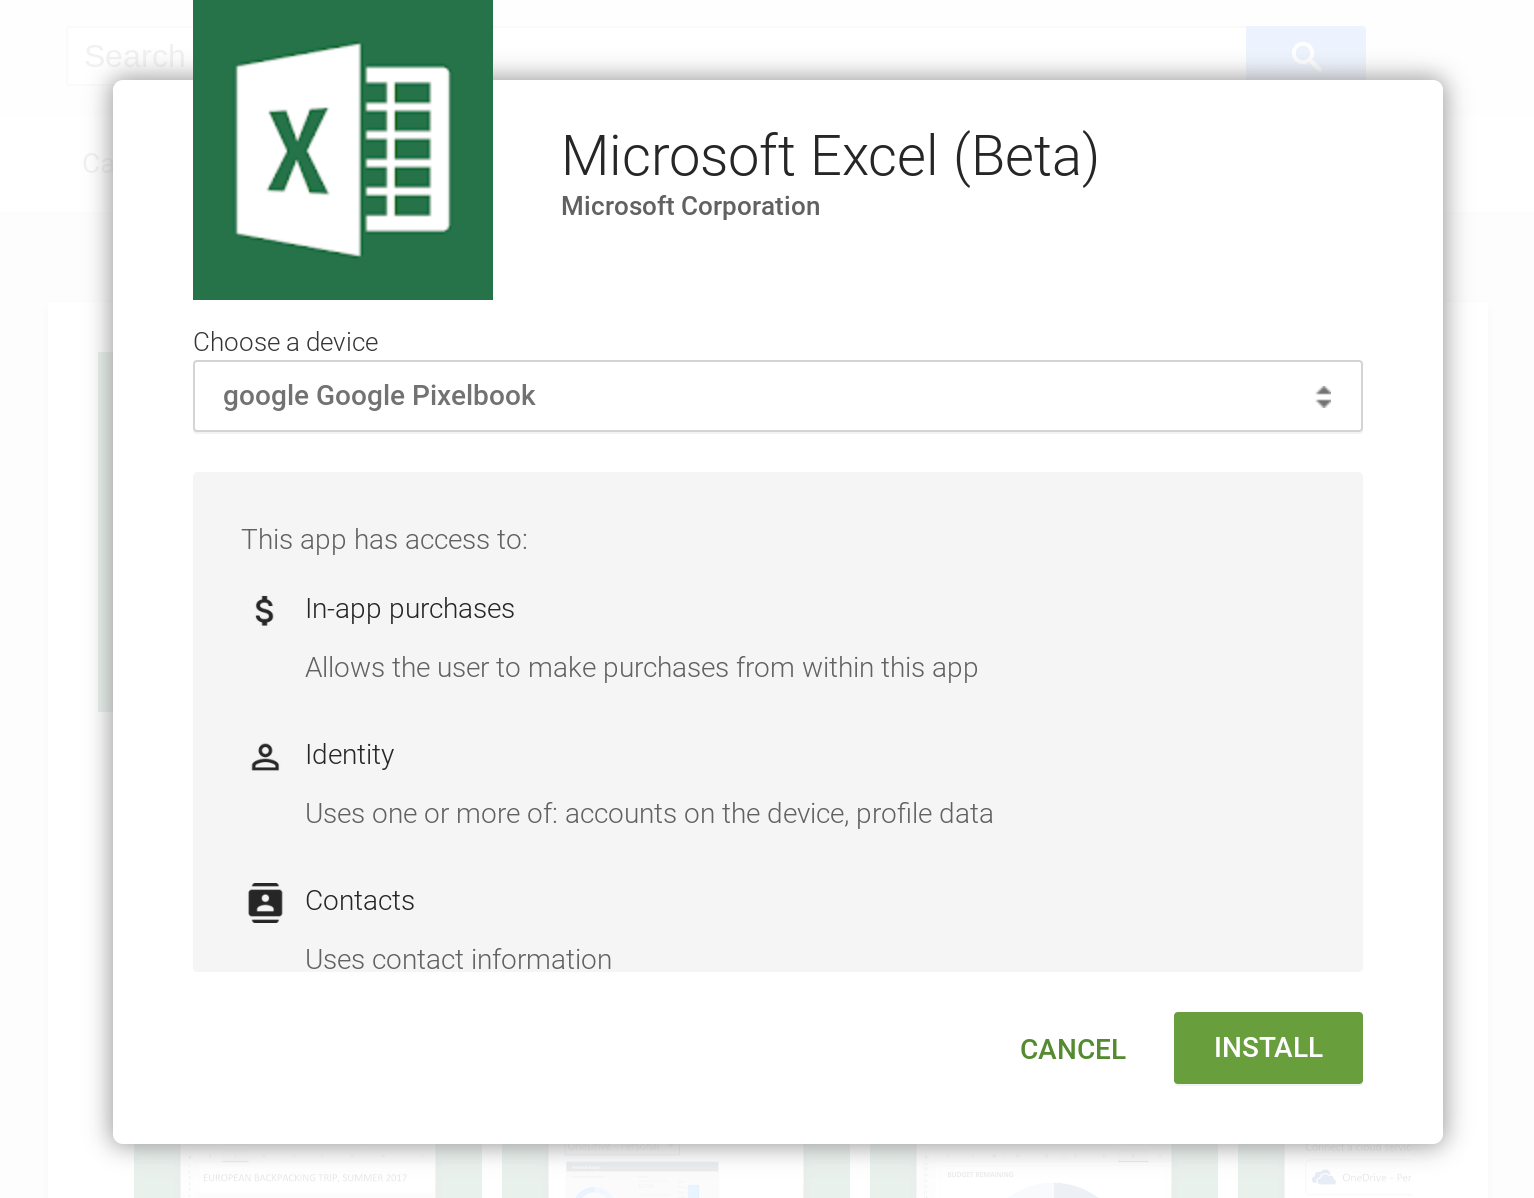 Search
Microsoft Excel (Beta)
Microsoft Corporation
Choose a device
google Google Pixelbook
This app has access to:
$ In-app purchases
Allows the user to make purchases from within this app
Identity
Uses one or more of: accounts on the device, profile data
Contacts
Uses contact information
CANCEL
INSTALL
EUROPEAN BACKPACKING TRIP, SUMMER 2017
BUDGET REMAINING
OneDrive - Per